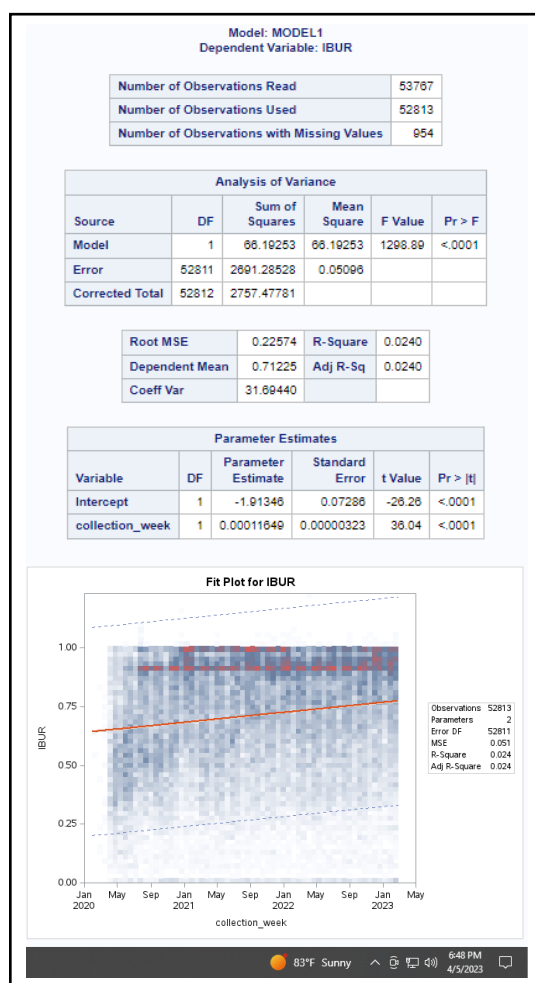 Model: MODEL1
Dependent Variable: IBUR
Number of Observations Read 53767
Number of Observations Used 52813
Number of Observations with Missing Values 954
Analysis of Variance
Source DF Sum of Squares Mean Square F Value Pr > F
Model 1 66.19253 66.19253 1298.89 <.0001
Error 52811 2691.28528 0.05096
Corrected Total 52812 2757.47781
Root MSE 0.22574 R-Square 0.0240
Dependent Mean 0.71225 Adj R-Sq 0.0240
Coeff Var 31.69440
Parameter Estimates
Variable DF Parameter Estimate Standard Error t Value Pr > |t|
Intercept 1 -1.91346 0.07286 -26.26 <.0001
collection_week 1 0.00011649 0.00000323 36.04 <.0001
Fit Plot for IBUR
1.00
0.75
0.50
0.25
0.00
IBUR
Observations 52813
Parameters 2
Error DF 52811
MSE 0.051
R-Square 0.024
Adj R-Square 0.024
Jan May Sep Jan May Sep Jan May Sep Jan May
2020 2021 2022 2023
collection_week
83°F Sunny
6:48 PM
4/5/2023